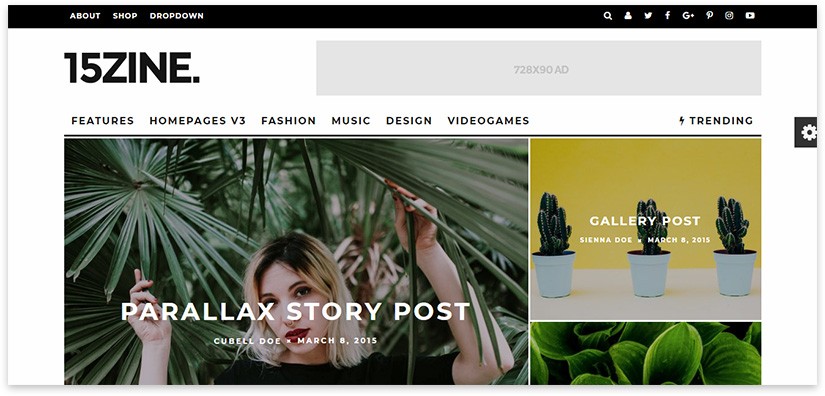 ABOUT SHOP DROPDOWN
15ZINE.
728X90 AD
FEATURES HOMEPAGES V3 FASHION MUSIC DESIGN VIDEOGAMES TRENDING
PARALLAX STORY POST
CUBELL DOE × MARCH 8, 2015
GALLERY POST
SIENNA DOE × MARCH 8, 2015